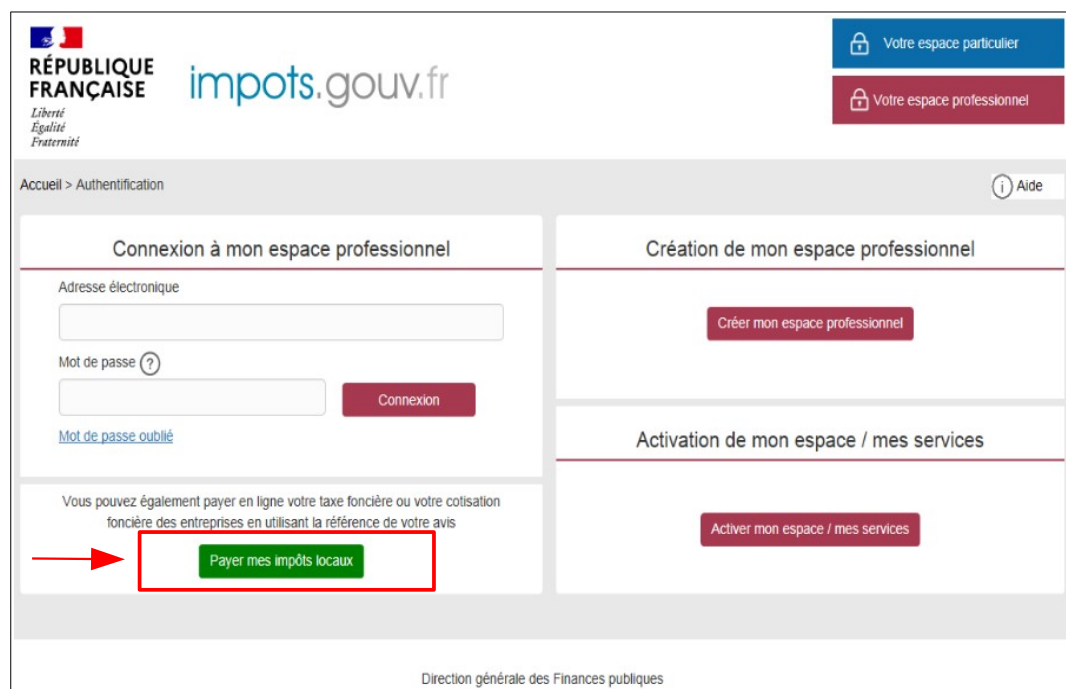 RÉPUBLIQUE
FRANÇAISE
Liberté
Égalité
Fraternité
impots.gouv.fr
Votre espace particulier
Votre espace professionnel
Accueil > Authentification
i Aide
Connexion à mon espace professionnel
Adresse électronique
Mot de passe ?
Connexion
Mot de passe oublié
Vous pouvez également payer en ligne votre taxe foncière ou votre cotisation
foncière des entreprises en utilisant la référence de votre avis
Payer mes impôts locaux
Création de mon espace professionnel
Créer mon espace professionnel
Activation de mon espace / mes services
Activer mon espace / mes services
Direction générale des Finances publiques